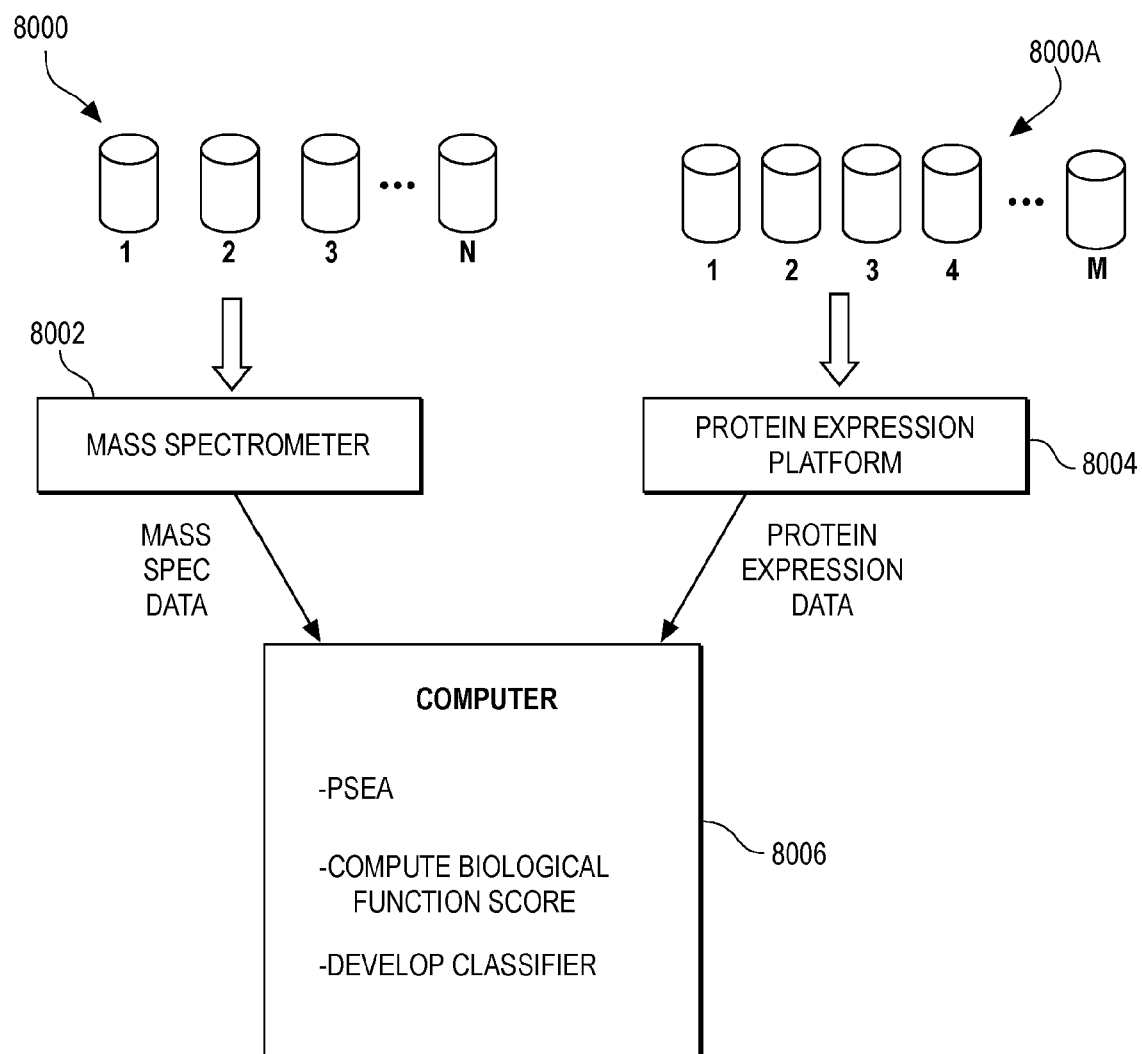 8000
8000A
1 2 3 ••• N
1 2 3 4 ••• M
8002
MASS SPECTROMETER
PROTEIN EXPRESSION
PLATFORM
8004
MASS
SPEC
DATA
PROTEIN
EXPRESSION
DATA
COMPUTER
-PSEA
-COMPUTE BIOLOGICAL
FUNCTION SCORE
-DEVELOP CLASSIFIER
8006